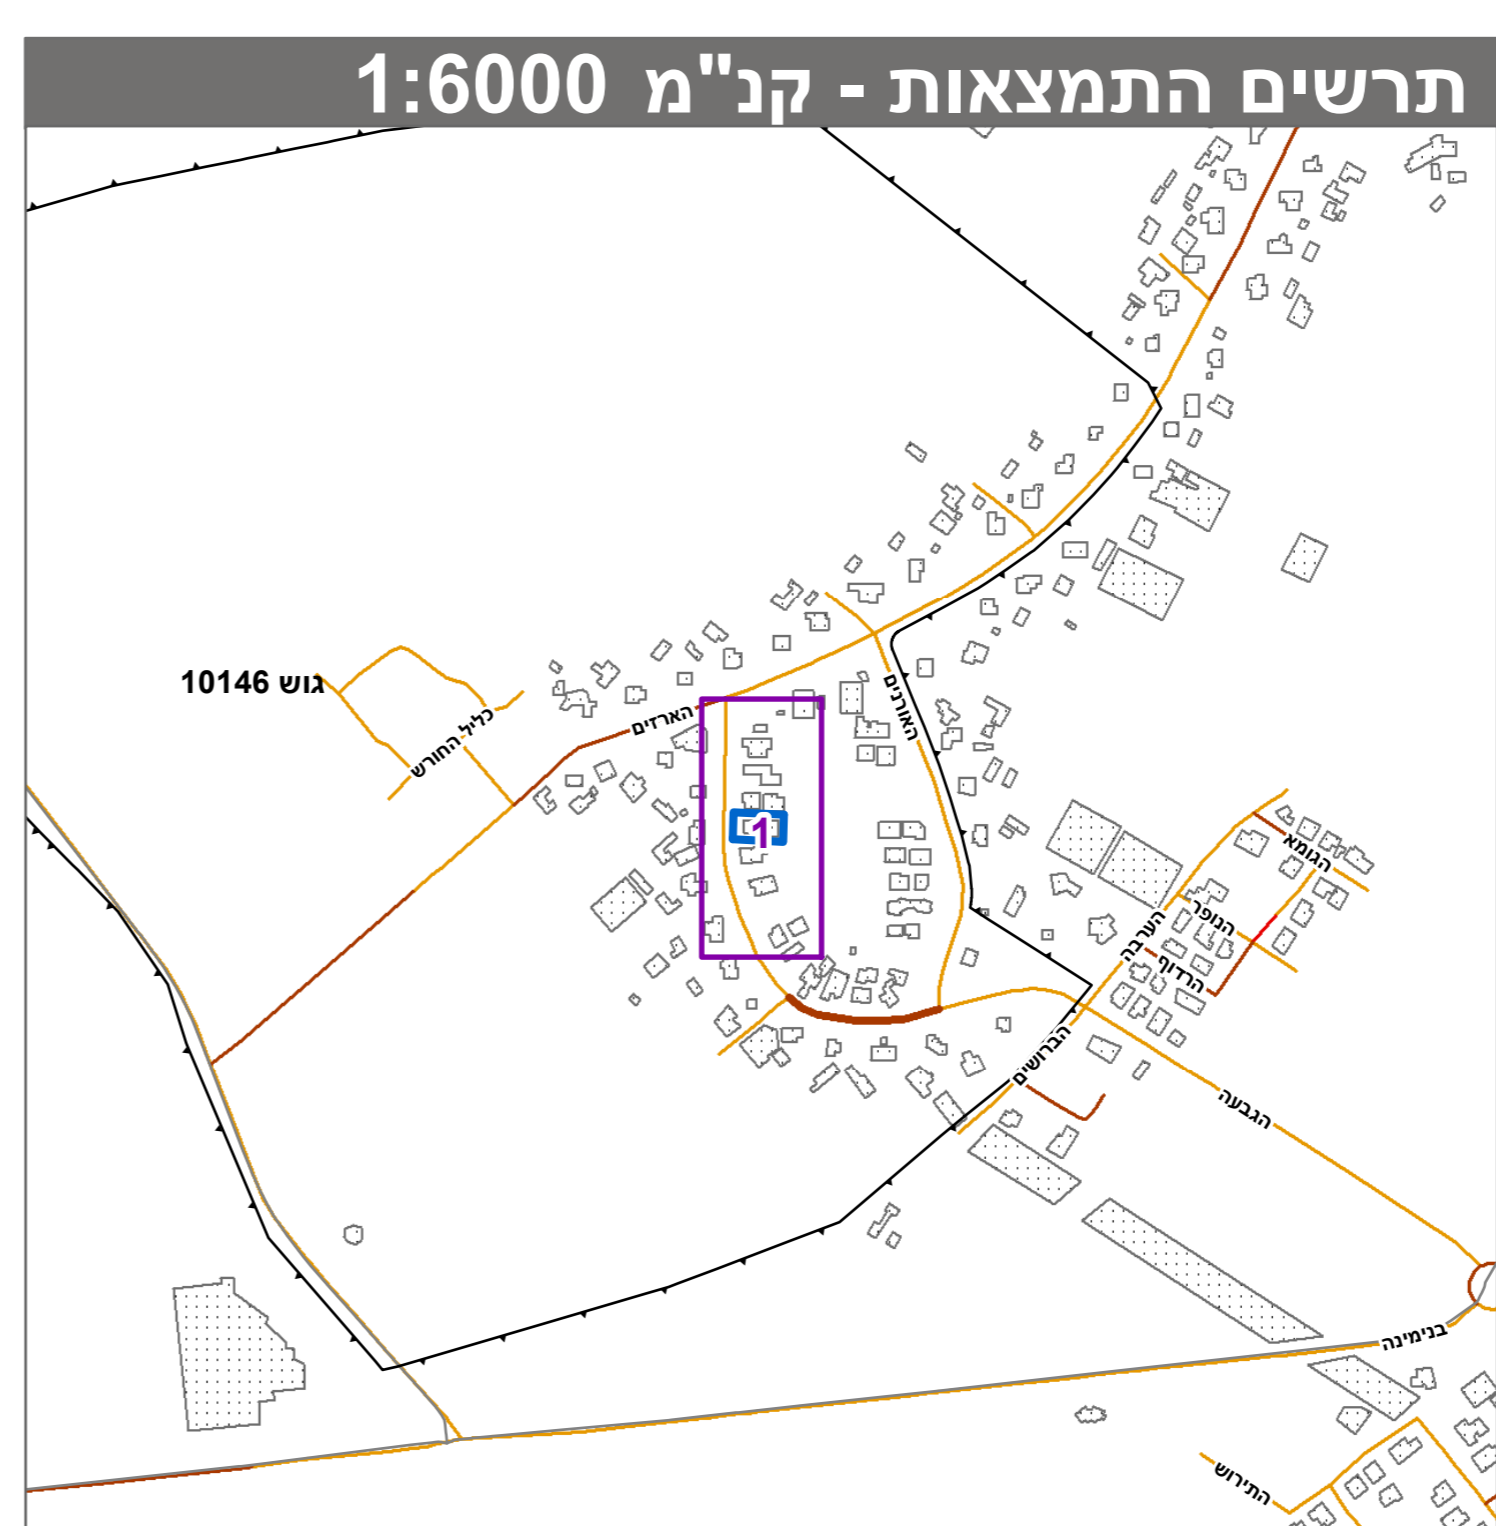 תרשים התמצאות - קנ"מ 1:6000
האורנים
גוש 10146
הארזים
כליל החורש
1
הגומא
הנופר
הערבה
הרדוף
הברושים
הגבעה
בנימינה
התירוש